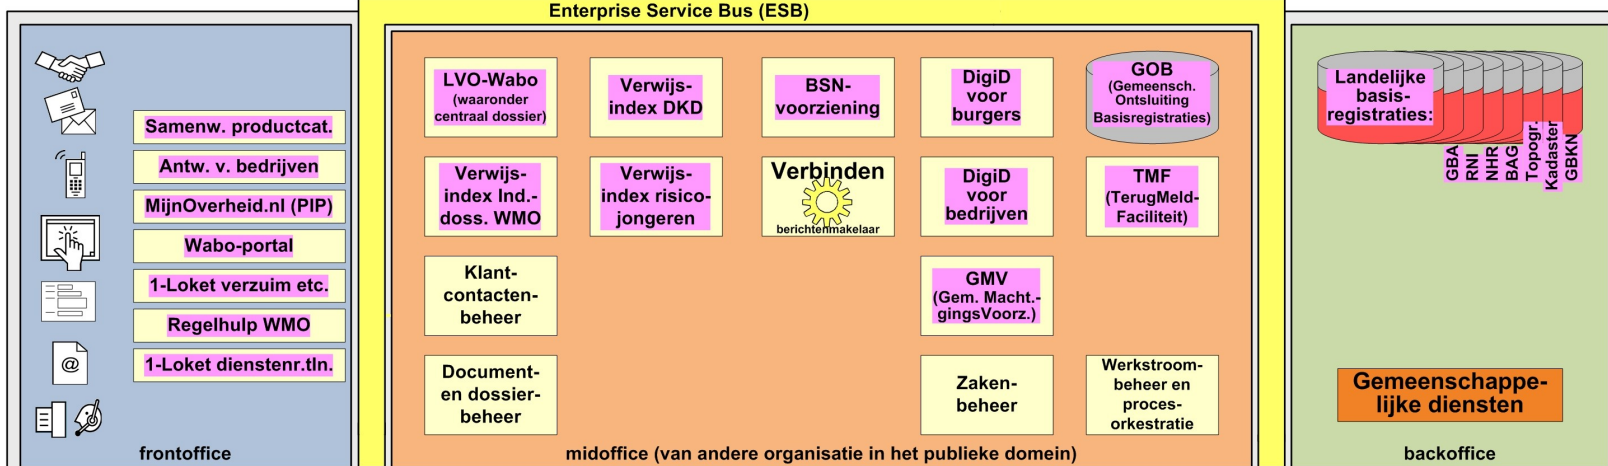 Enterprise Service Bus (ESB)
Samenw. productcat.
Antw. v. bedrijven
MijnOverheid.nl (PIP)
Wabo-portal
1-Loket verzuim etc.
Regelhulp WMO
@
1-Loket dienstenr.tln.
frontoffice
LVO-Wabo
(waaronder
centraal dossier)
Verwijs-
index DKD
BSN-
voorziening
DigiD
voor
burgers
GOB
(Gemeensch.
Ontsluiting
Basisregistraties)
Verwijs-
index Ind.-
doss. WMO
Verwijs-
index risico-
jongeren
Verbinden
berichtenmakelaar
DigiD
voor
bedrijven
TMF
(TerugMeld-
Faciliteit)
Klant-
contacten-
beheer
GMV
(Gem. Macht.-
gingsVoorz.)
Document-
en dossier-
beheer
Zaken-
beheer
Werkstroom-
beheer en
proces-
orkestratie
midoffice (van andere organisatie in het publieke domein)
Landelijke
basis-
registraties:
GBA
RNI
NHR
BAG
Topogr.
Kadaster
GBKN
Gemeenschappe-
lijke diensten
backoffice